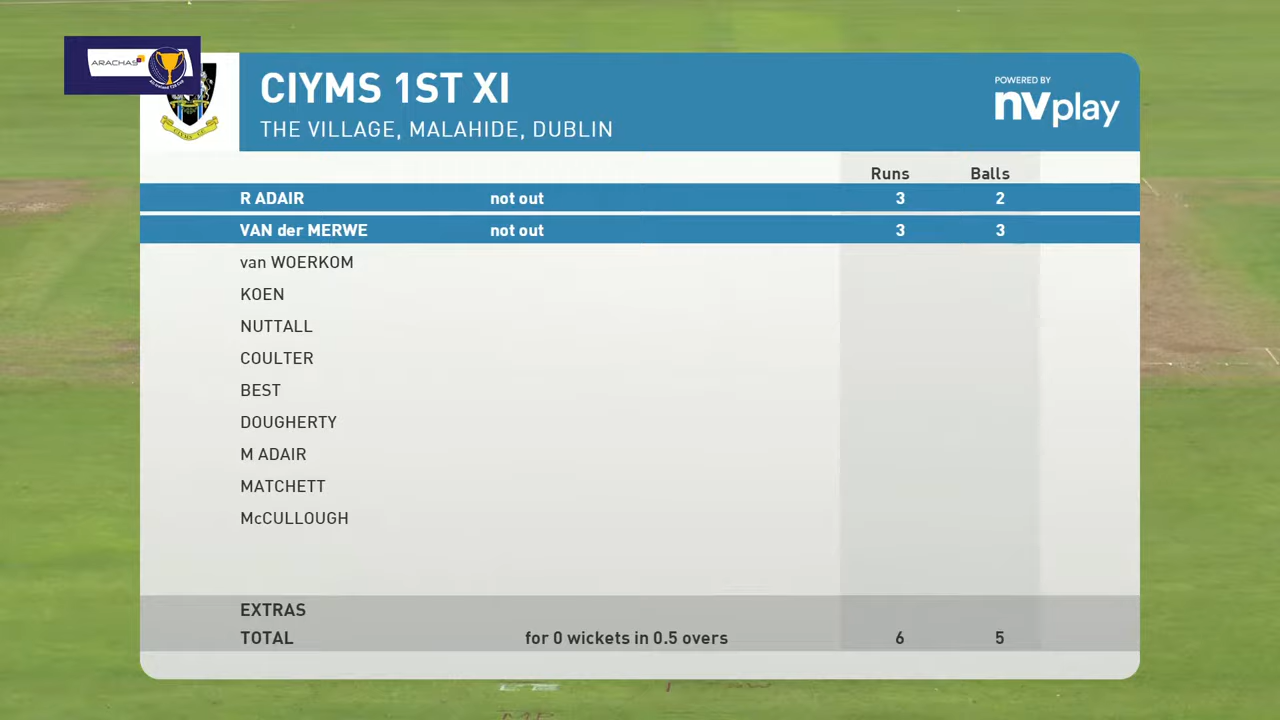 ARACHAS
CIYMS 1ST XI
THE VILLAGE, MALAHIDE, DUBLIN
POWERED BY
nvplay
Runs Balls
R ADAIR not out 3 2
VAN der MERWE not out 3 3
van WOERKOM
KOEN
NUTTALL
COULTER
BEST
DOUGHERTY
M ADAIR
MATCHETT
McCULLOUGH
EXTRAS
TOTAL for 0 wickets in 0.5 overs 6 5